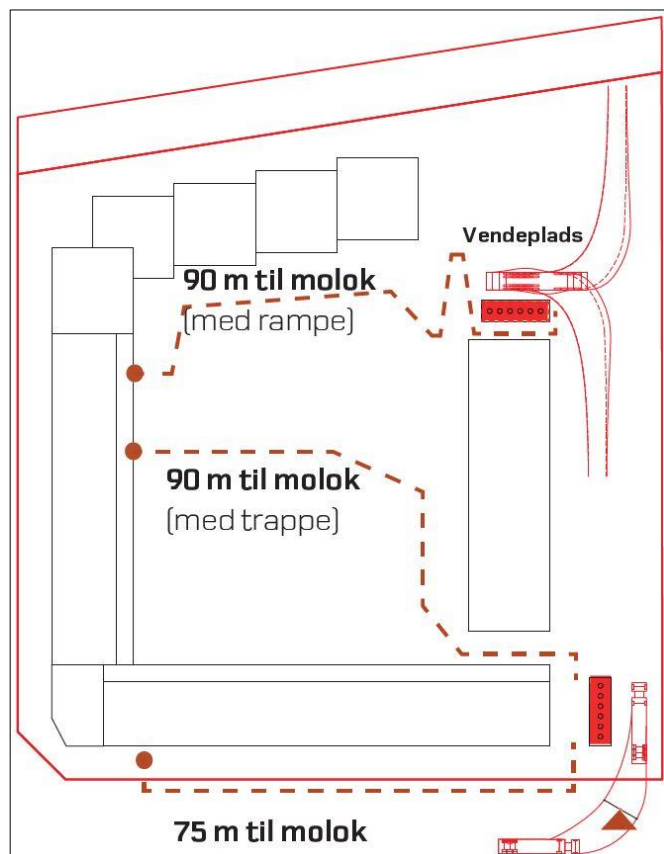 Vendeplads
90 m til molok
(med rampe)
90 m til molok
(med trappe)
75 m til molok